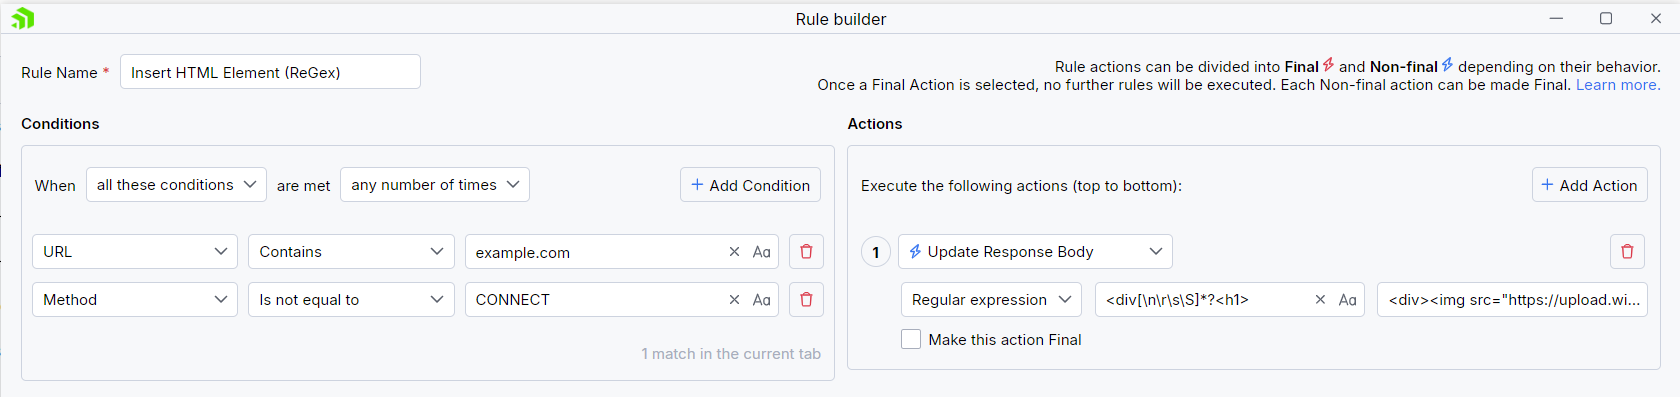 Rule builder
Rule Name * Insert HTML Element (ReGex)
Rule actions can be divided into Final and Non-final depending on their behavior.
Once a Final Action is selected, no further rules will be executed. Each Non-final action can be made Final. Learn more.
Conditions
When all these conditions are met any number of times + Add Condition
URL Contains example.com Aa
Method Is not equal to CONNECT Aa
1 match in the current tab
Actions
Execute the following actions (top to bottom): + Add Action
1 Update Response Body
Regular expression <div[\n\r\s\S]*?<h1> Aa <div><img src="https://upload.wi...
Make this action Final